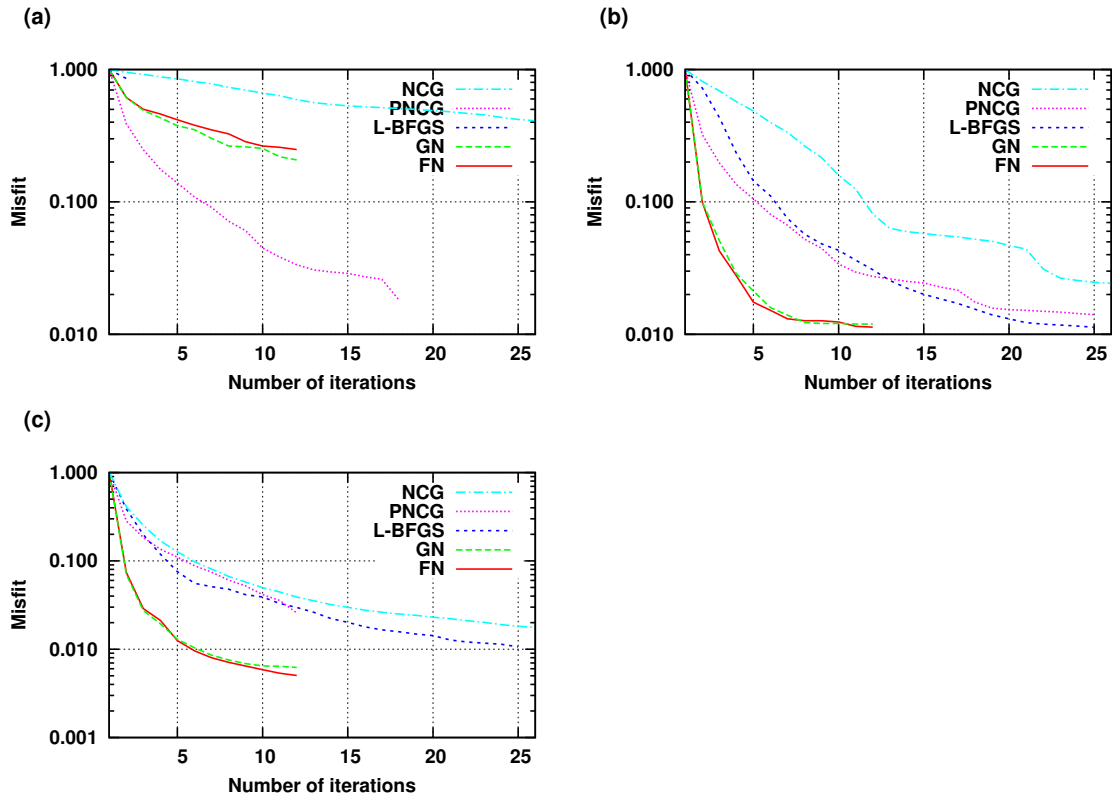 (a)
1.000
0.100
0.010
Misfit
5
10
15
20
25
Number of iterations
NCG
PNCG
L-BFGS
GN
FN
(b)
1.000
0.100
0.010
Misfit
5
10
15
20
25
Number of iterations
NCG
PNCG
L-BFGS
GN
FN
(c)
1.000
0.100
0.010
0.001
Misfit
5
10
15
20
25
Number of iterations
NCG
PNCG
L-BFGS
GN
FN